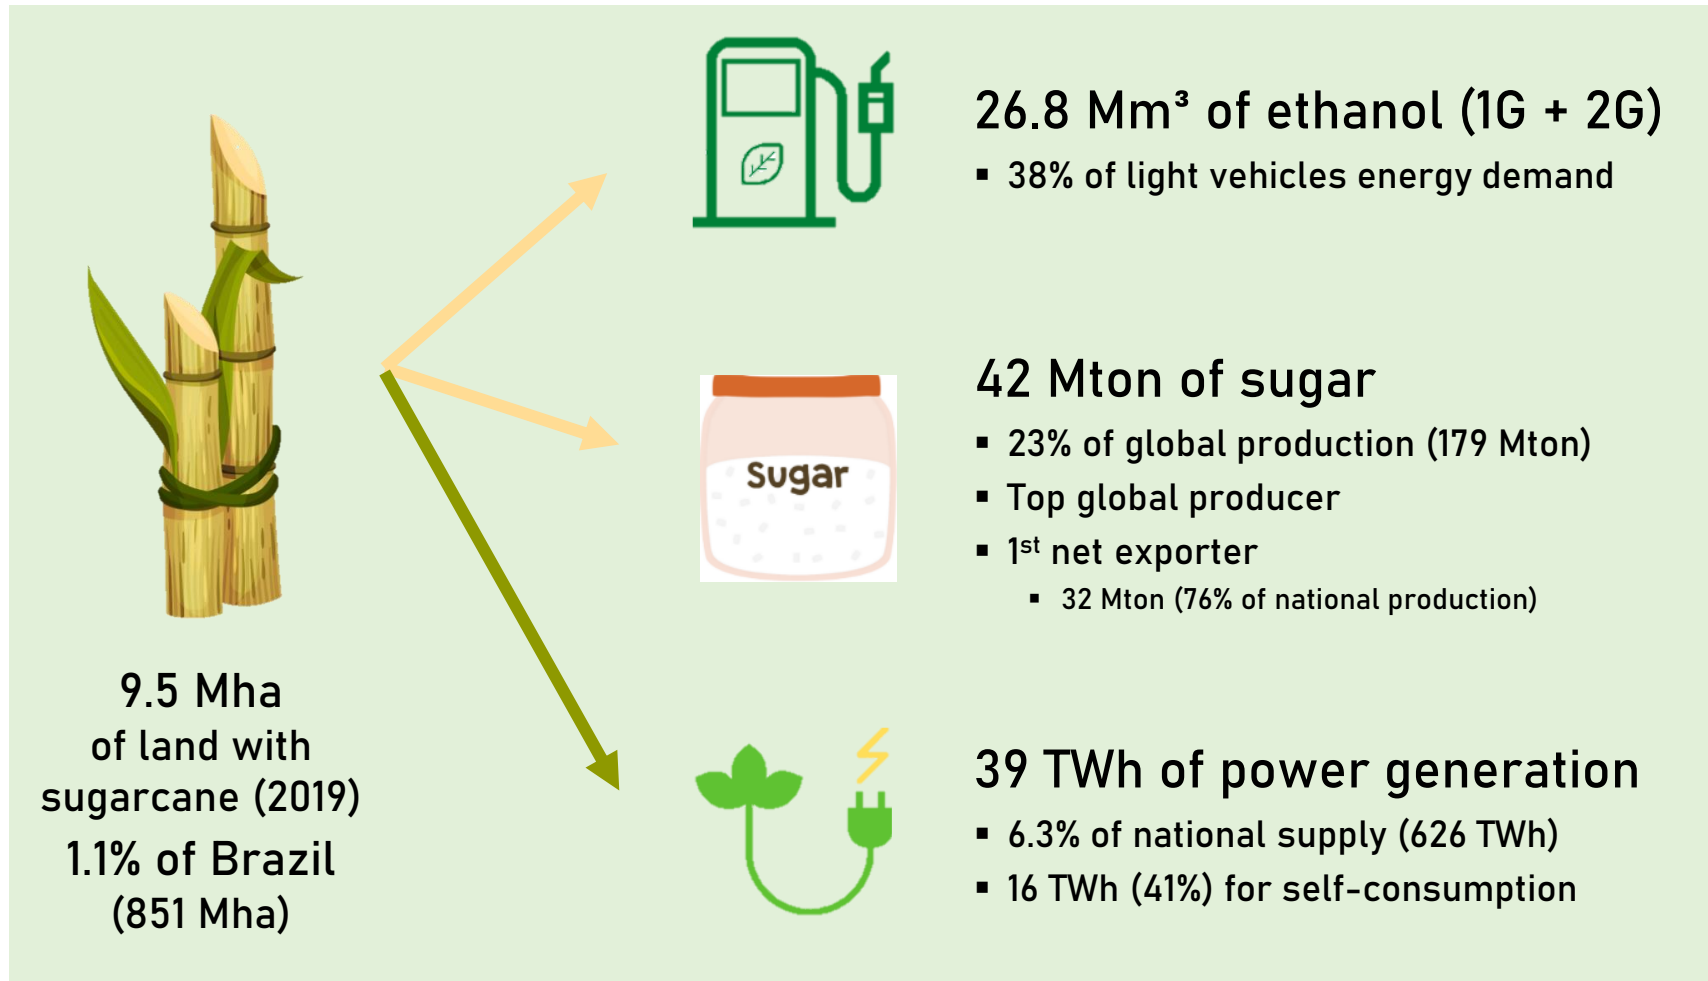 26.8 Mm³ of ethanol (1G + 2G)
▪ 38% of light vehicles energy demand
42 Mton of sugar
▪ 23% of global production (179 Mton)
▪ Top global producer
▪ 1st net exporter
▪ 32 Mton (76% of national production)
Sugar
9.5 Mha
of land with
sugarcane (2019)
1.1% of Brazil
(851 Mha)
39 TWh of power generation
▪ 6.3% of national supply (626 TWh)
▪ 16 TWh (41%) for self-consumption